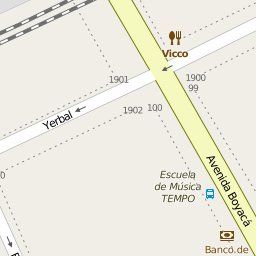 Vicco
1901
1900
99
1902
100
Yerbal
Avenida Boyacá
Escuela
de Música
TEMPO
Banco de